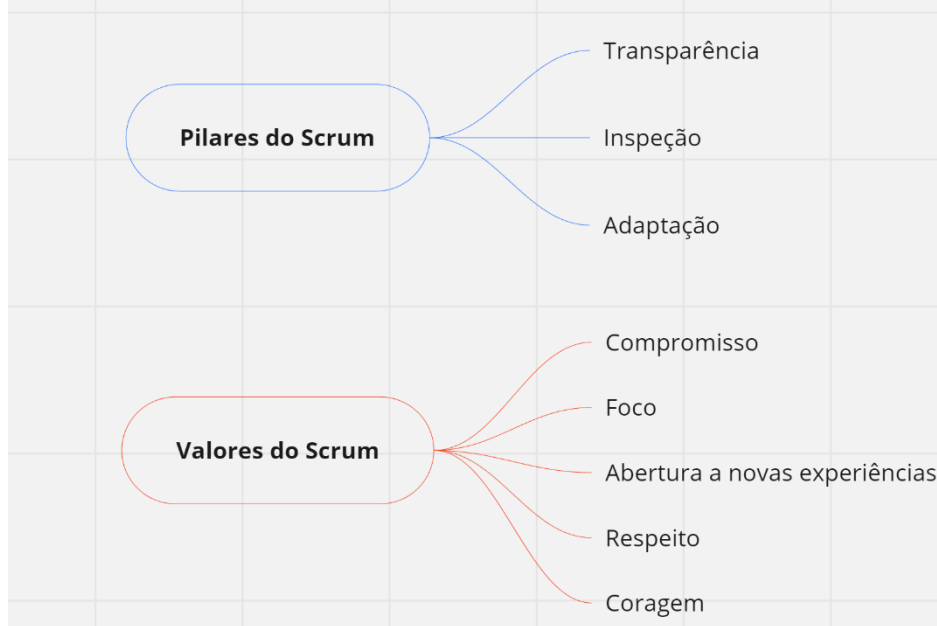 Pilares do Scrum
Transparência
Inspeção
Adaptação
Valores do Scrum
Compromisso
Foco
Abertura a novas experiências
Respeito
Coragem